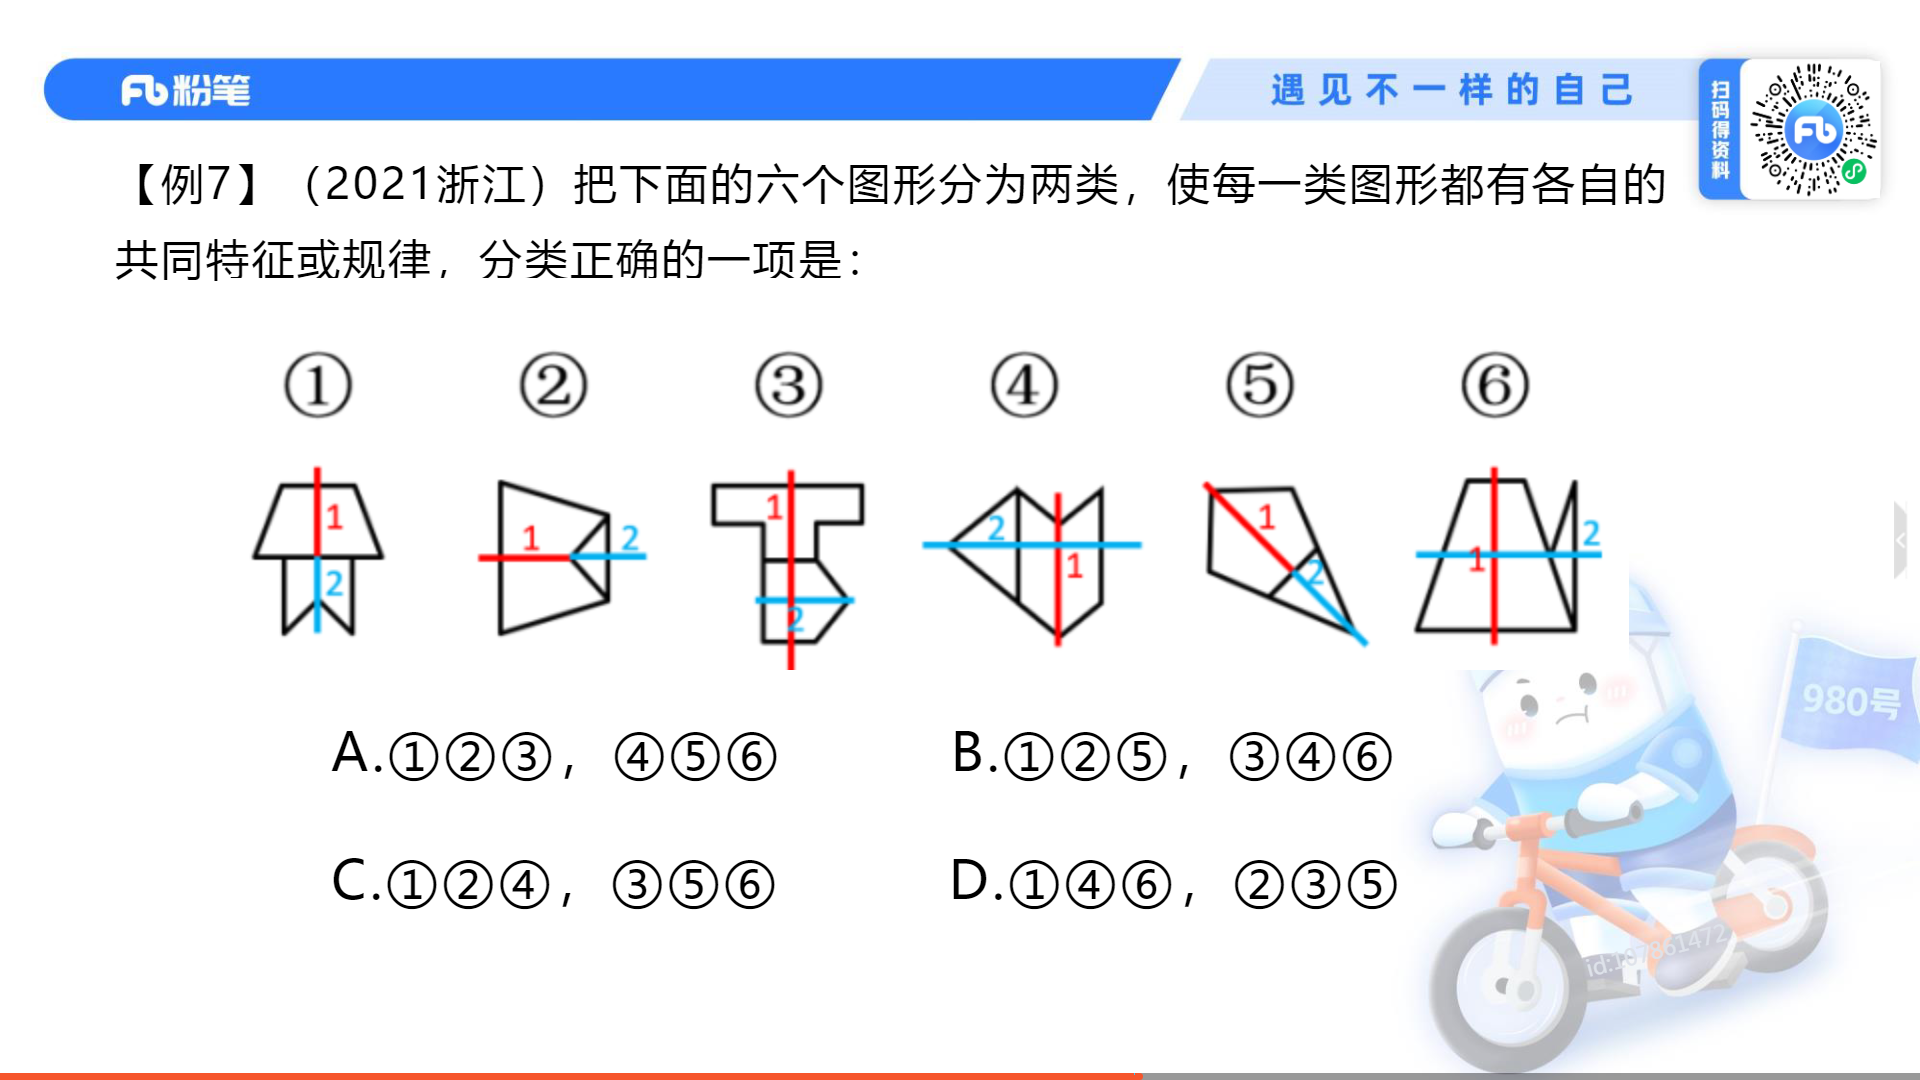 粉笔
遇见不一样的自己
扫码得资料
【例7】（2021浙江）把下面的六个图形分为两类，使每一类图形都有各自的
共同特征或规律，分类正确的一项是：
① ② ③ ④ ⑤ ⑥
1 1 1 2 1 2
2 2 2 1 2 1
980号
A.①②③，④⑤⑥ B.①②⑤，③④⑥
C.①②④，③⑤⑥ D.①④⑥，②③⑤
id:107861472